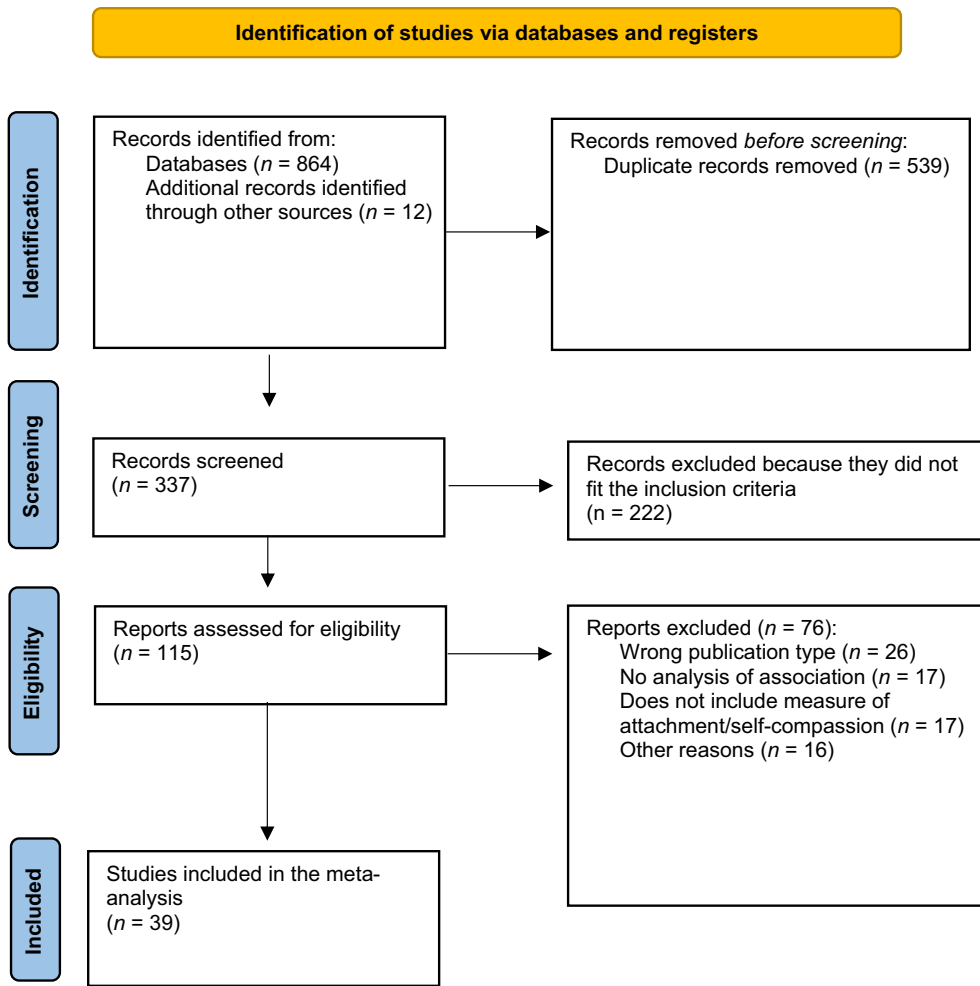 Identification of studies via databases and registers
Identification
Records identified from:
Databases (n = 864)
Additional records identified
through other sources (n = 12)
Records removed before screening:
Duplicate records removed (n = 539)
Screening
Records screened
(n = 337)
Records excluded because they did not
fit the inclusion criteria
(n = 222)
Eligibility
Reports assessed for eligibility
(n = 115)
Reports excluded (n = 76):
Wrong publication type (n = 26)
No analysis of association (n = 17)
Does not include measure of
attachment/self-compassion (n = 17)
Other reasons (n = 16)
Included
Studies included in the meta-
analysis
(n = 39)